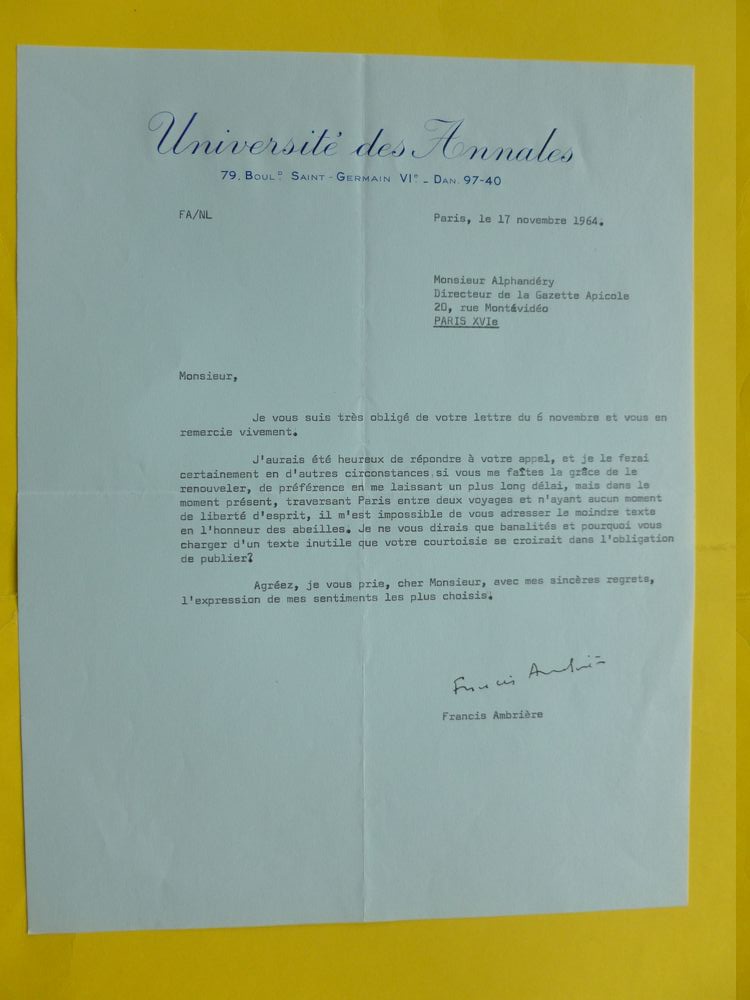 Université des Annales
79, Boulᴰ Saint-Germain VIᵉ - Dan. 97-40
FA/NL
Paris, le 17 novembre 1964.
Monsieur Alphandéry
Directeur de la Gazette Apicole
20, rue Montévidéo
PARIS XVIe
Monsieur,
Je vous suis très obligé de votre lettre du 6 novembre et vous en
remercie vivement.
J'aurais été heureux de répondre à votre appel, et je le ferai
certainement en d'autres circonstances si vous me faîtes la grâce de le
renouveler, de préférence en me laissant un plus long délai, mais dans le
moment présent, traversant Paris entre deux voyages et n'ayant aucun moment
de liberté d'esprit, il m'est impossible de vous adresser le moindre texte
en l'honneur des abeilles. Je ne vous dirais que banalités et pourquoi vous
charger d'un texte inutile que votre courtoisie se croirait dans l'obligation
de publier?
Agréez, je vous prie, cher Monsieur, avec mes sincères regrets,
l'expression de mes sentiments les plus choisis.
Francis Ambrière
Francis Ambrière